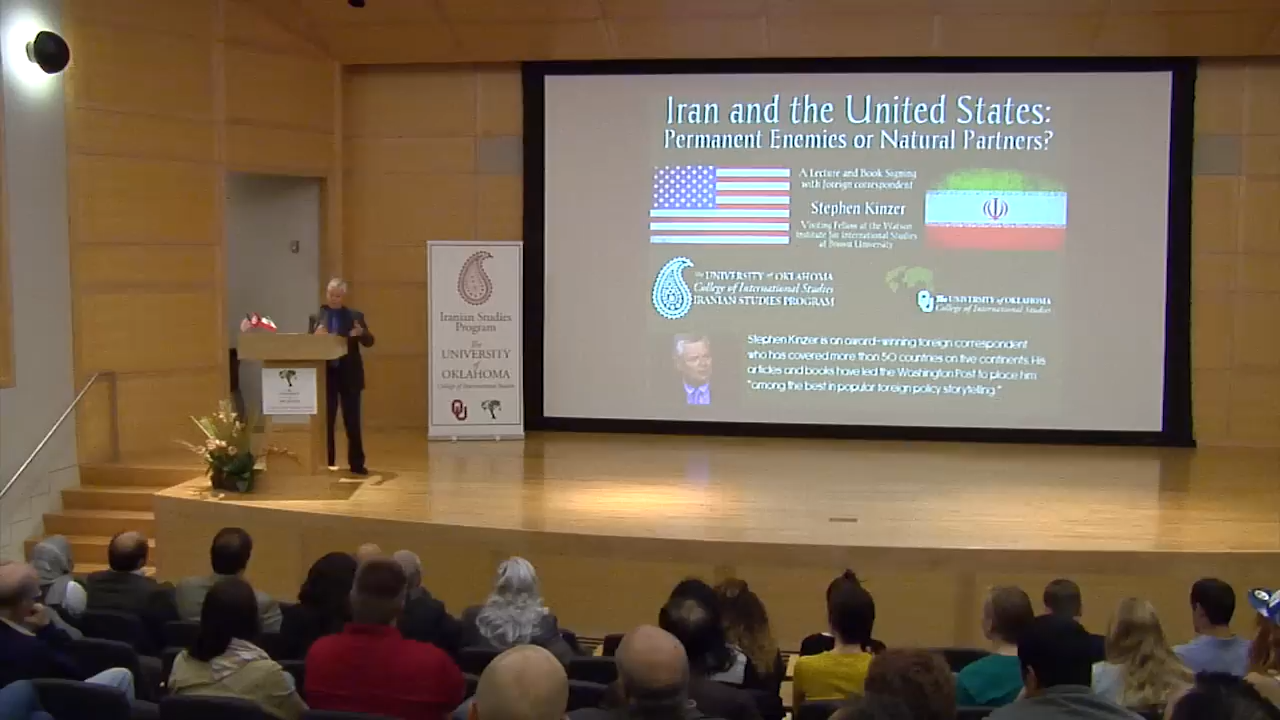 Iran and the United States:
Permanent Enemies or Natural Partners?
A Lecture and Book Signing
with foreign correspondent
Stephen Kinzer
Visiting Fellow at the Watson
Institute for International Studies
at Brown University
The UNIVERSITY of OKLAHOMA
College of International Studies
IRANIAN STUDIES PROGRAM
The UNIVERSITY of OKLAHOMA
College of International Studies
Stephen Kinzer is an award-winning foreign correspondent
who has covered more than 50 countries on five continents. His
articles and books have led the Washington Post to place him
"among the best in popular foreign policy storytelling."
Iranian Studies
Program
The
UNIVERSITY
of
OKLAHOMA
College of International Studies
OU